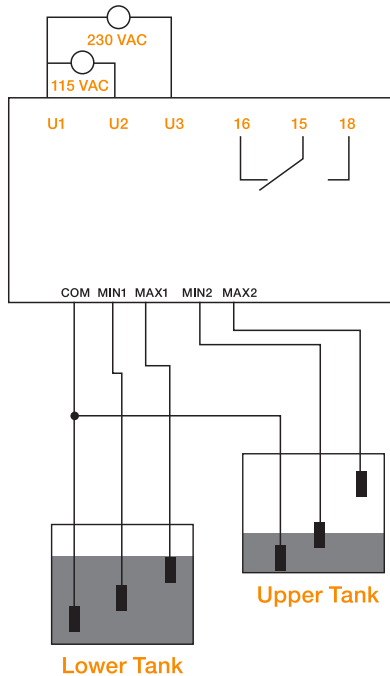 230 VAC
115 VAC
U1 U2 U3 16 15 18
COM MIN1 MAX1 MIN2 MAX2
Upper Tank
Lower Tank